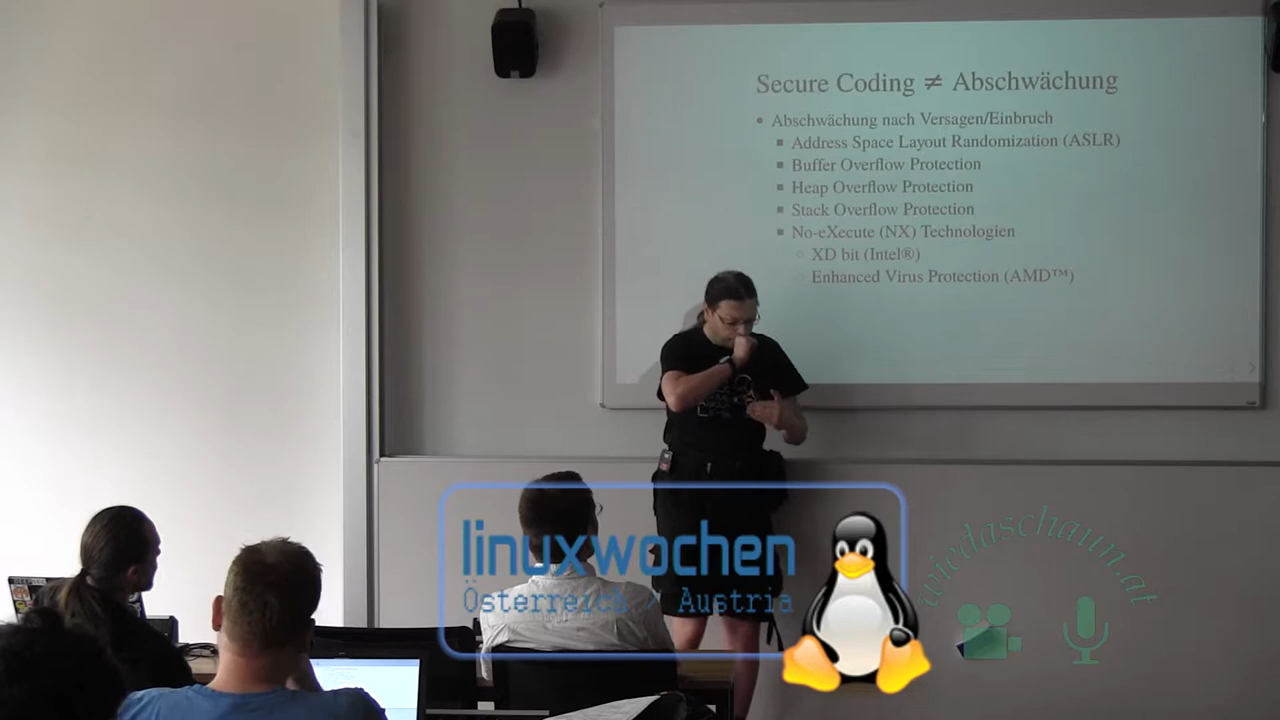 Secure Coding ≠ Abschwächung
• Abschwächung nach Versagen/Einbruch
▪ Address Space Layout Randomization (ASLR)
▪ Buffer Overflow Protection
▪ Heap Overflow Protection
▪ Stack Overflow Protection
▪ No-eXecute (NX) Technologien
○ XD bit (Intel®)
○ Enhanced Virus Protection (AMD™)
linuxwochen
Österreich / Austria
wiedaschaun.at